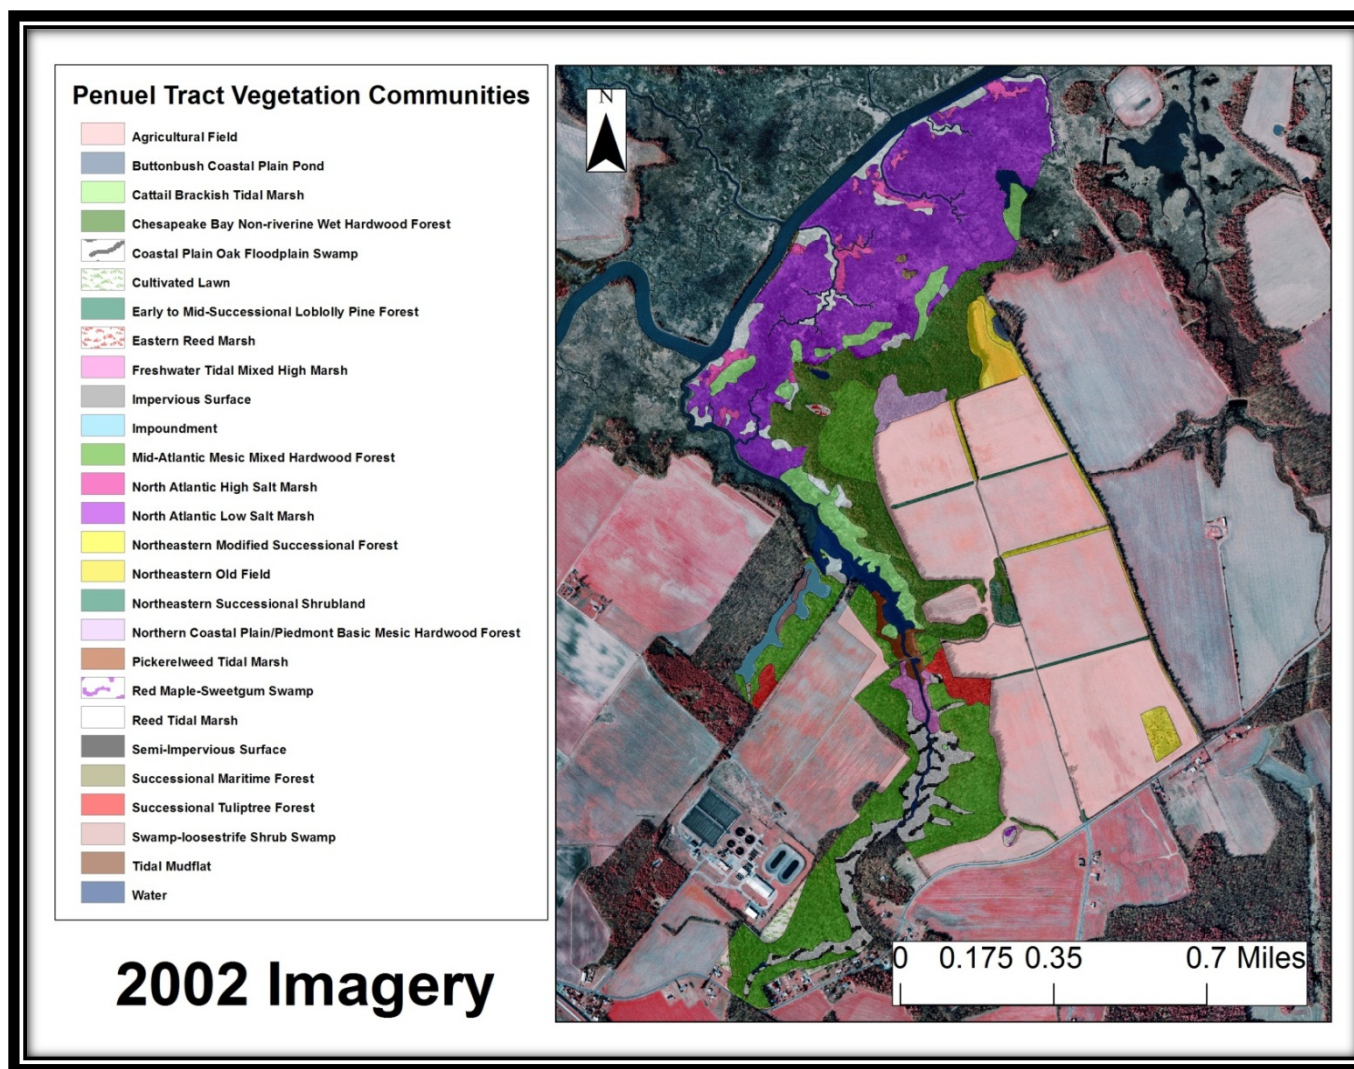 Penuel Tract Vegetation Communities
Agricultural Field
Buttonbush Coastal Plain Pond
Cattail Brackish Tidal Marsh
Chesapeake Bay Non-riverine Wet Hardwood Forest
Coastal Plain Oak Floodplain Swamp
Cultivated Lawn
Early to Mid-Successional Loblolly Pine Forest
Eastern Reed Marsh
Freshwater Tidal Mixed High Marsh
Impervious Surface
Impoundment
Mid-Atlantic Mesic Mixed Hardwood Forest
North Atlantic High Salt Marsh
North Atlantic Low Salt Marsh
Northeastern Modified Successional Forest
Northeastern Old Field
Northeastern Successional Shrubland
Northern Coastal Plain/Piedmont Basic Mesic Hardwood Forest
Pickerelweed Tidal Marsh
Red Maple-Sweetgum Swamp
Reed Tidal Marsh
Semi-Impervious Surface
Successional Maritime Forest
Successional Tuliptree Forest
Swamp-loosestrife Shrub Swamp
Tidal Mudflat
Water
2002 Imagery
N
0 0.175 0.35 0.7 Miles